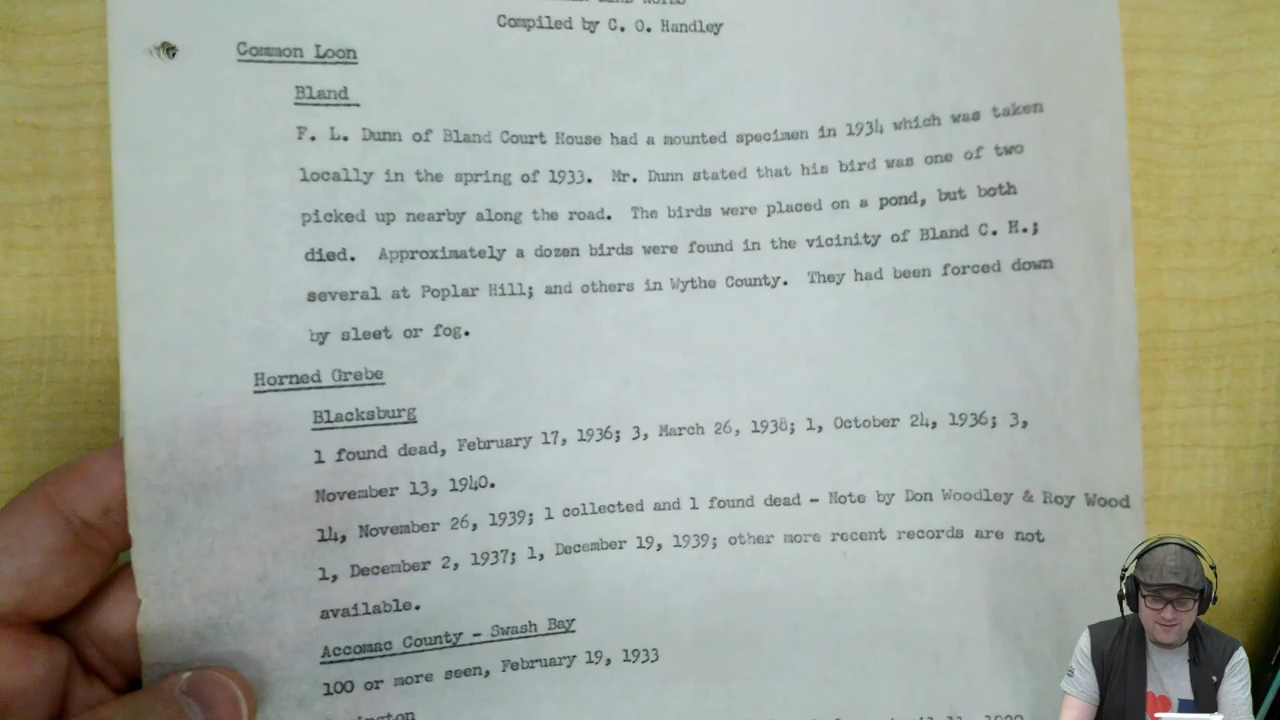 Compiled by C. O. Handley
Common Loon
Bland
F. L. Dunn of Bland Court House had a mounted specimen in 1934 which was taken
locally in the spring of 1933. Mr. Dunn stated that his bird was one of two
picked up nearby along the road. The birds were placed on a pond, but both
died. Approximately a dozen birds were found in the vicinity of Bland C. H.;
several at Poplar Hill; and others in Wythe County. They had been forced down
by sleet or fog.
Horned Grebe
Blacksburg
1 found dead, February 17, 1936; 3, March 26, 1938; 1, October 24, 1936; 3,
November 13, 1940.
14, November 26, 1939; 1 collected and 1 found dead - Note by Don Woodley & Roy Wood
1, December 2, 1937; 1, December 19, 1939; other more recent records are not
available.
Accomac County - Swash Bay
100 or more seen, February 19, 1933